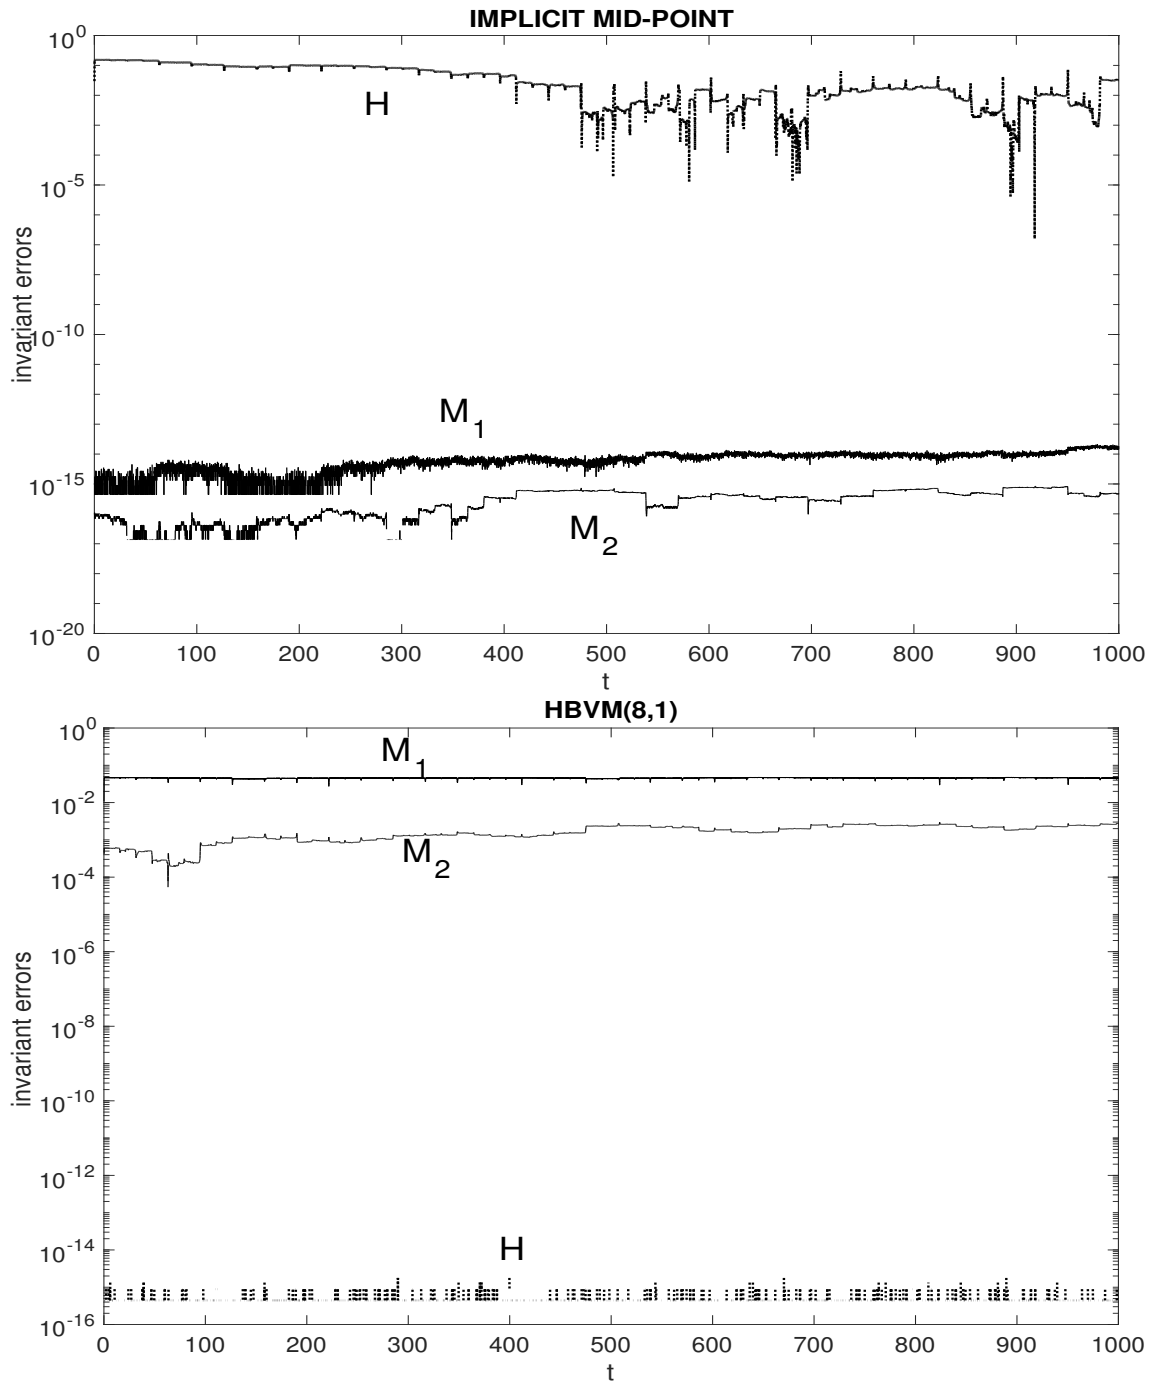 IMPLICIT MID-POINT
10^0
H
10^-5
invariant errors
10^-10
M_1
10^-15
M_2
10^-20
0 100 200 300 400 500 600 700 800 900 1000
t
HBVM(8,1)
10^0
M_1
10^-2
M_2
10^-4
10^-6
invariant errors
10^-8
10^-10
10^-12
10^-14
H
10^-16
0 100 200 300 400 500 600 700 800 900 1000
t